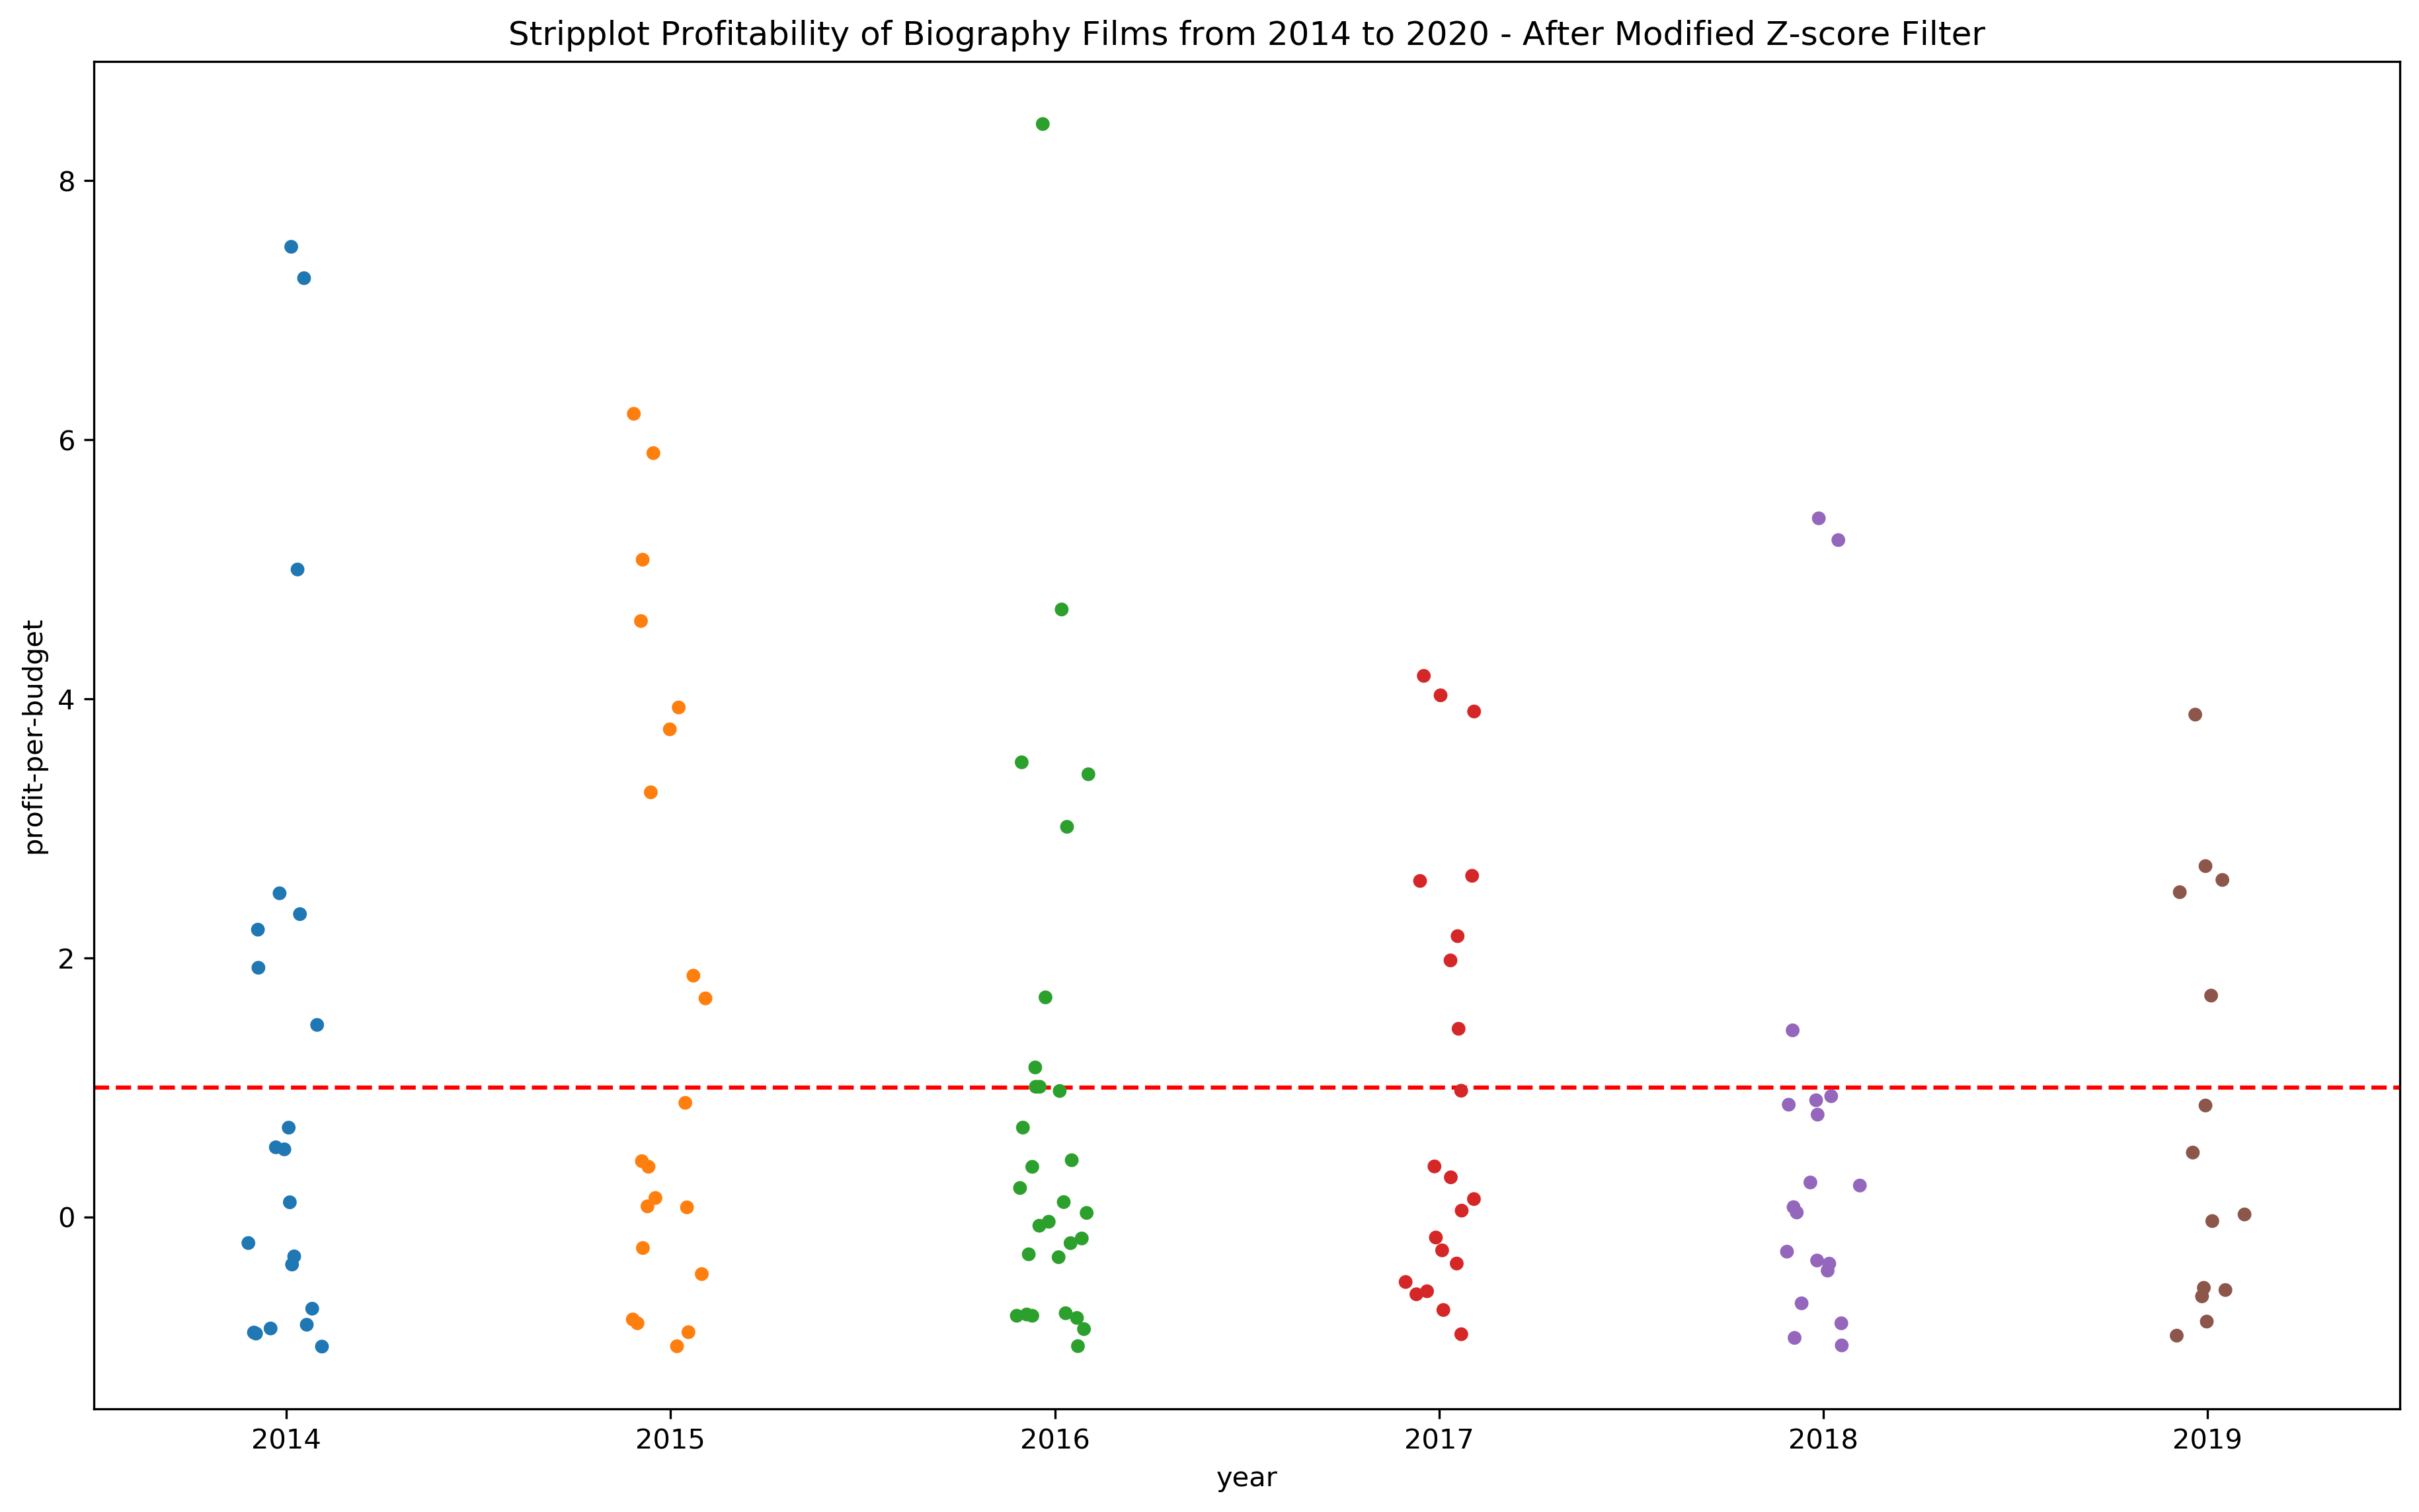 Stripplot Profitability of Biography Films from 2014 to 2020 - After Modified Z-score Filter
profit-per-budget
8
6
4
2
0
2014 2015 2016 2017 2018 2019
year